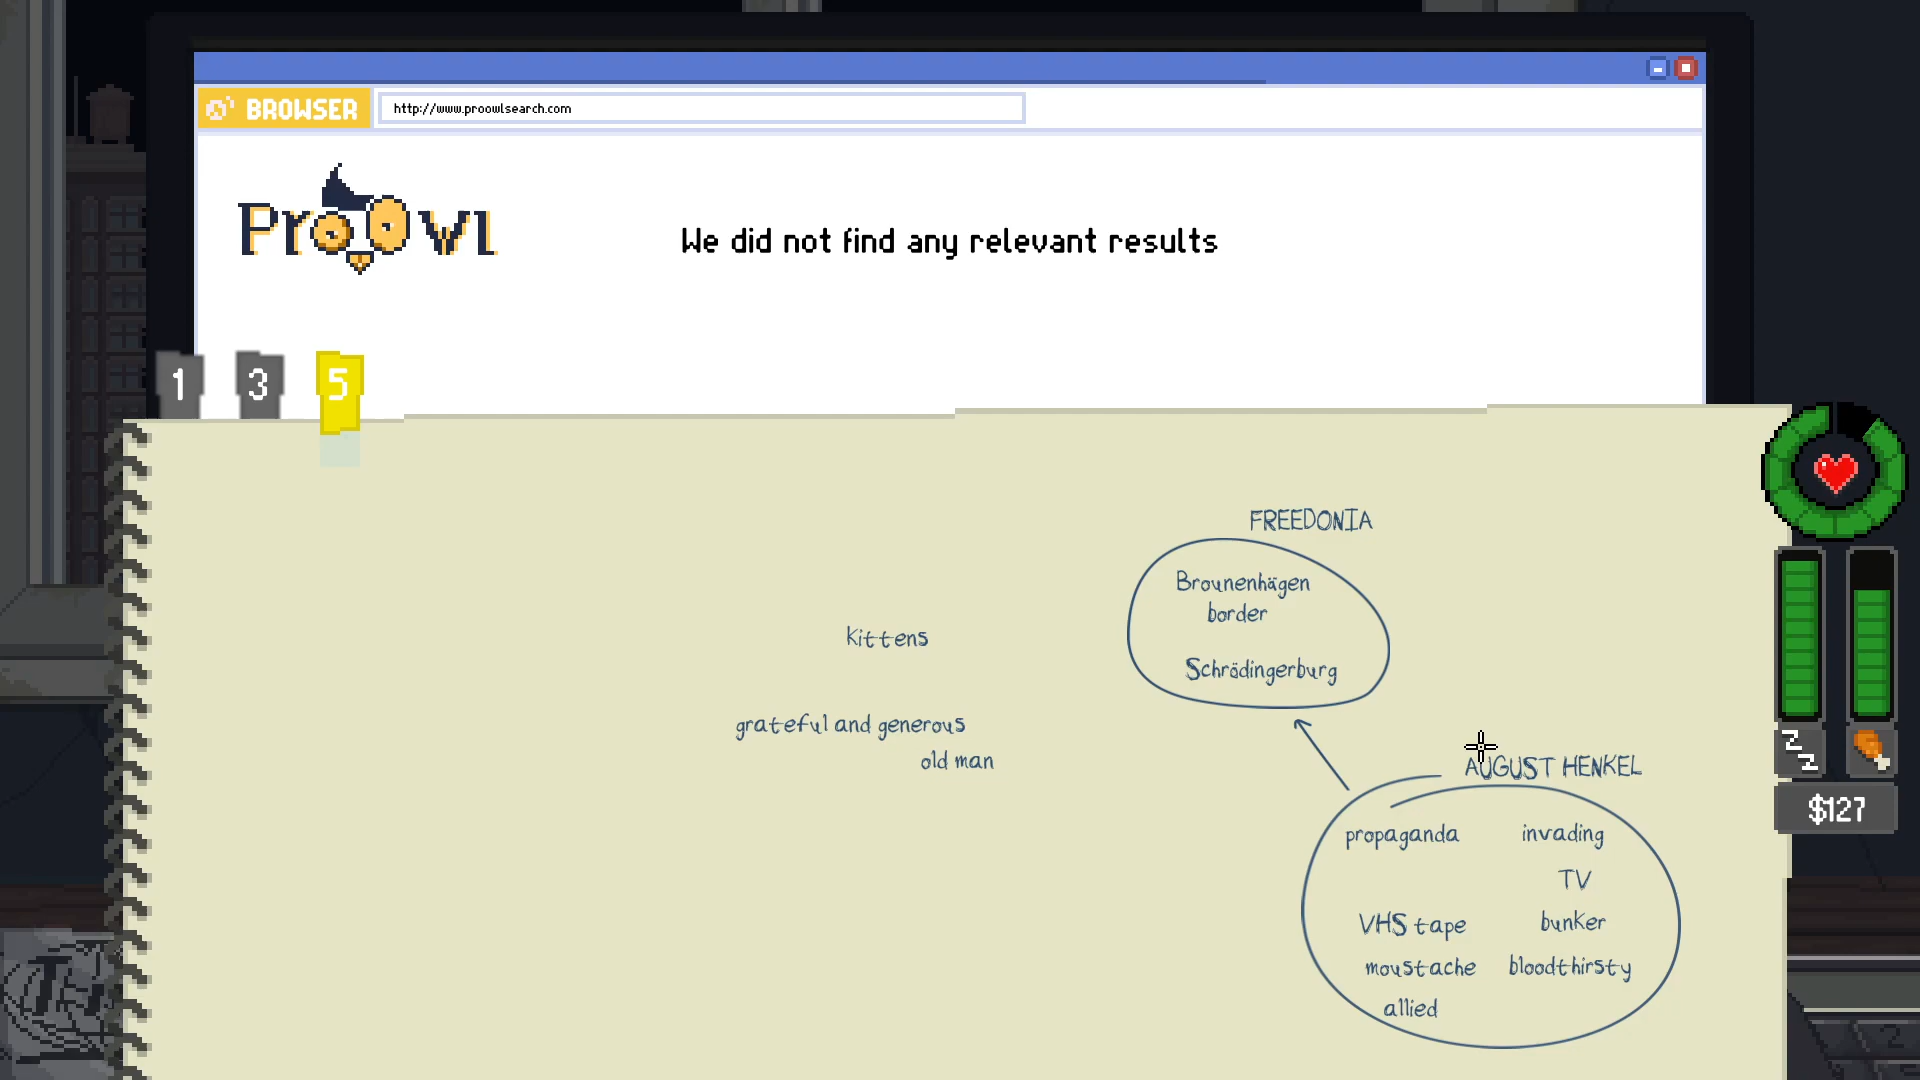 BROWSER
http://www.proowlsearch.com
PrOOwl
We did not find any relevant results
1 3 5
FREEDONIA
Brounenhägen
border
Schrödingerburg
kittens
grateful and generous
old man
AUGUST HENKEL
propaganda
invading
TV
VHS tape
bunker
moustache
bloodthirsty
allied
$127